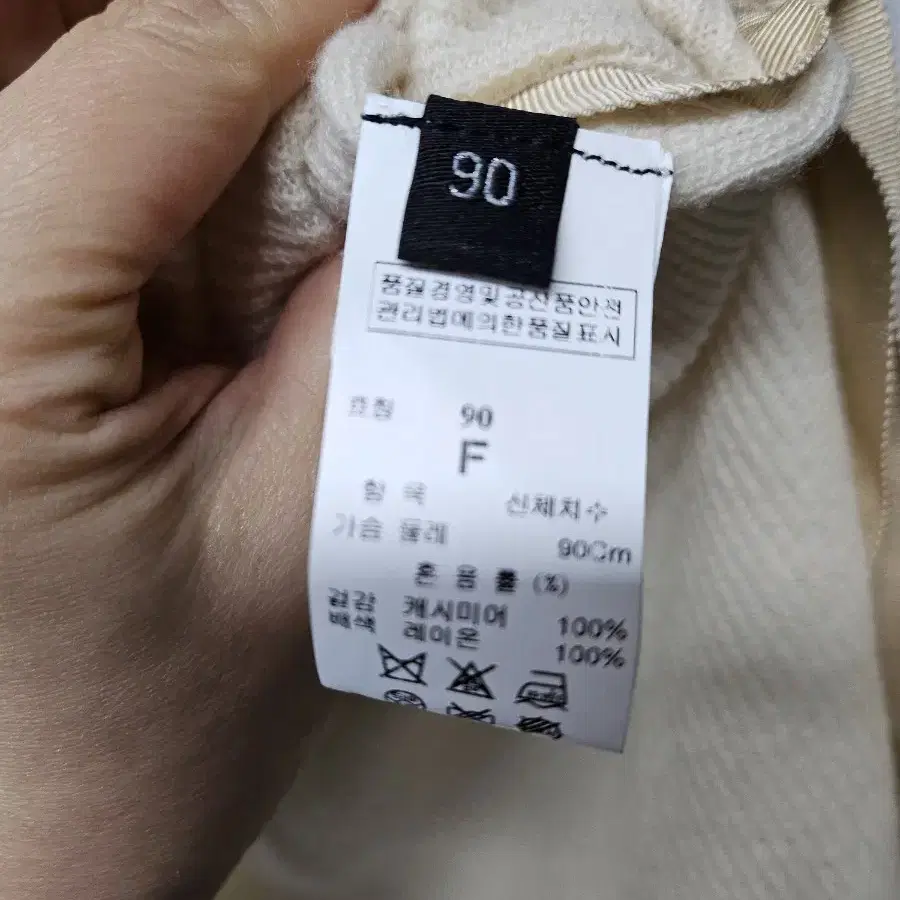 90
품질경영및공산품안전
관리법에의한품질표시
호칭 90
F
항 목 신체치수
가슴 둘레 90Cm
혼 용 률 (%)
겉감 캐시미어 100%
배색 레이온 100%